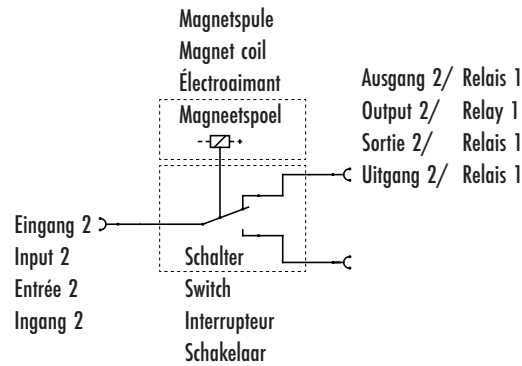 Magnetspule
Magnet coil
Électroaimant
Magneetspoel
- - +
Ausgang 2/ Relais 1
Output 2/ Relay 1
Sortie 2/ Relais 1
Uitgang 2/ Relais 1
Eingang 2
Input 2
Entrée 2
Ingang 2
Schalter
Switch
Interrupteur
Schakelaar